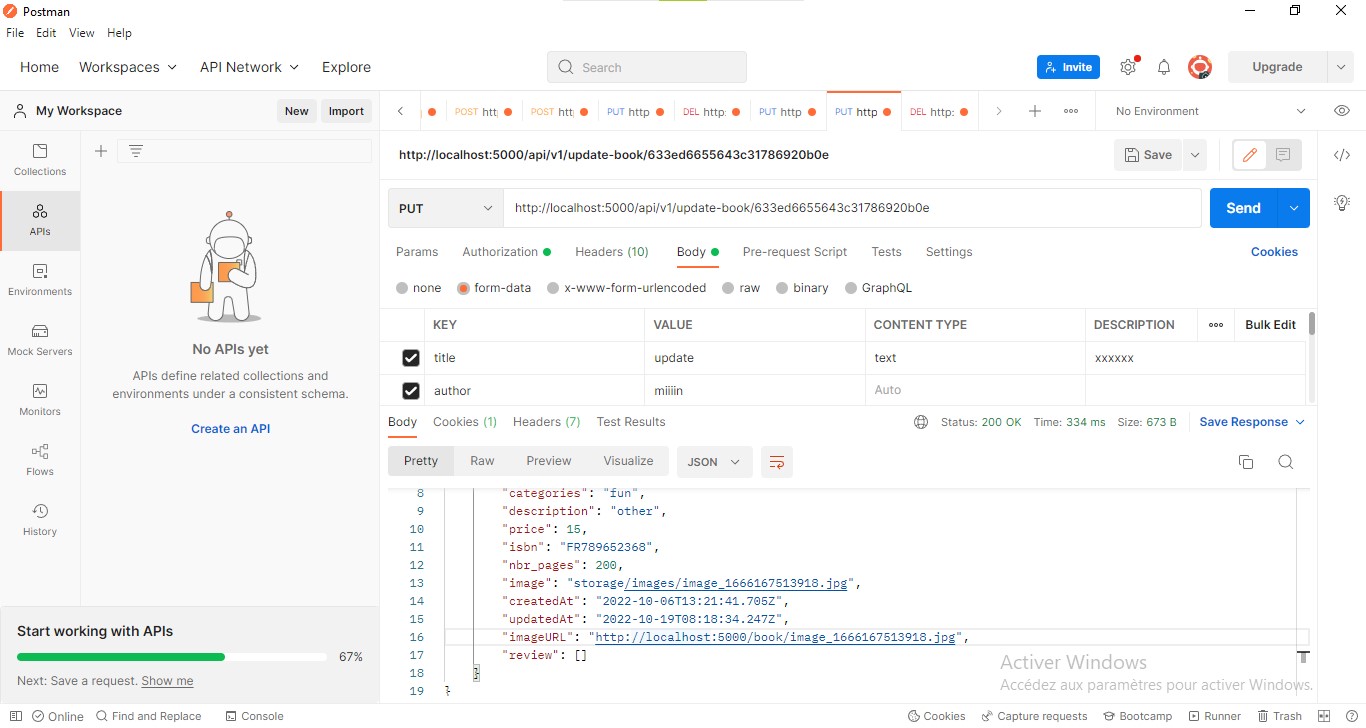 Postman
File Edit View Help
Home Workspaces API Network Explore Search Invite Upgrade
My Workspace New Import POST htt POST htt PUT http DEL http: PUT http PUT http DEL http: No Environment
http://localhost:5000/api/v1/update-book/633ed6655643c31786920b0e Save
Collections
APIs
Environments
Mock Servers
Monitors
Flows
History
No APIs yet
APIs define related collections and
environments under a consistent schema.
Create an API
Start working with APIs
67%
Next: Save a request. Show me
PUT http://localhost:5000/api/v1/update-book/633ed6655643c31786920b0e Send
Params Authorization Headers (10) Body Pre-request Script Tests Settings Cookies
none form-data x-www-form-urlencoded raw binary GraphQL
KEY VALUE CONTENT TYPE DESCRIPTION Bulk Edit
title update text xxxxxx
author miiiin Auto
Body Cookies (1) Headers (7) Test Results Status: 200 OK Time: 334 ms Size: 673 B Save Response
Pretty Raw Preview Visualize JSON
8 "categories": "fun",
9 "description": "other",
10 "price": 15,
11 "isbn": "FR789652368",
12 "nbr_pages": 200,
13 "image": "storage/images/image_1666167513918.jpg",
14 "createdAt": "2022-10-06T13:21:41.705Z",
15 "updatedAt": "2022-10-19T08:18:34.247Z",
16 "imageURL": "http://localhost:5000/book/image_1666167513918.jpg",
17 "review": []
18 }
19 }
Activer Windows
Accédez aux paramètres pour activer Windows.
Online Find and Replace Console Cookies Capture requests Bootcamp Runner Trash